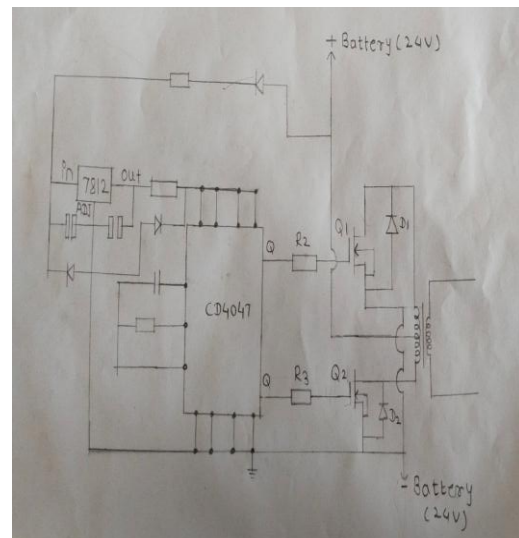 + Battery (24V)
In
7812
out
ADJ
Q1
D1
Q
R2
CD4047
Q
R3
Q2
D2
- Battery
(24V)